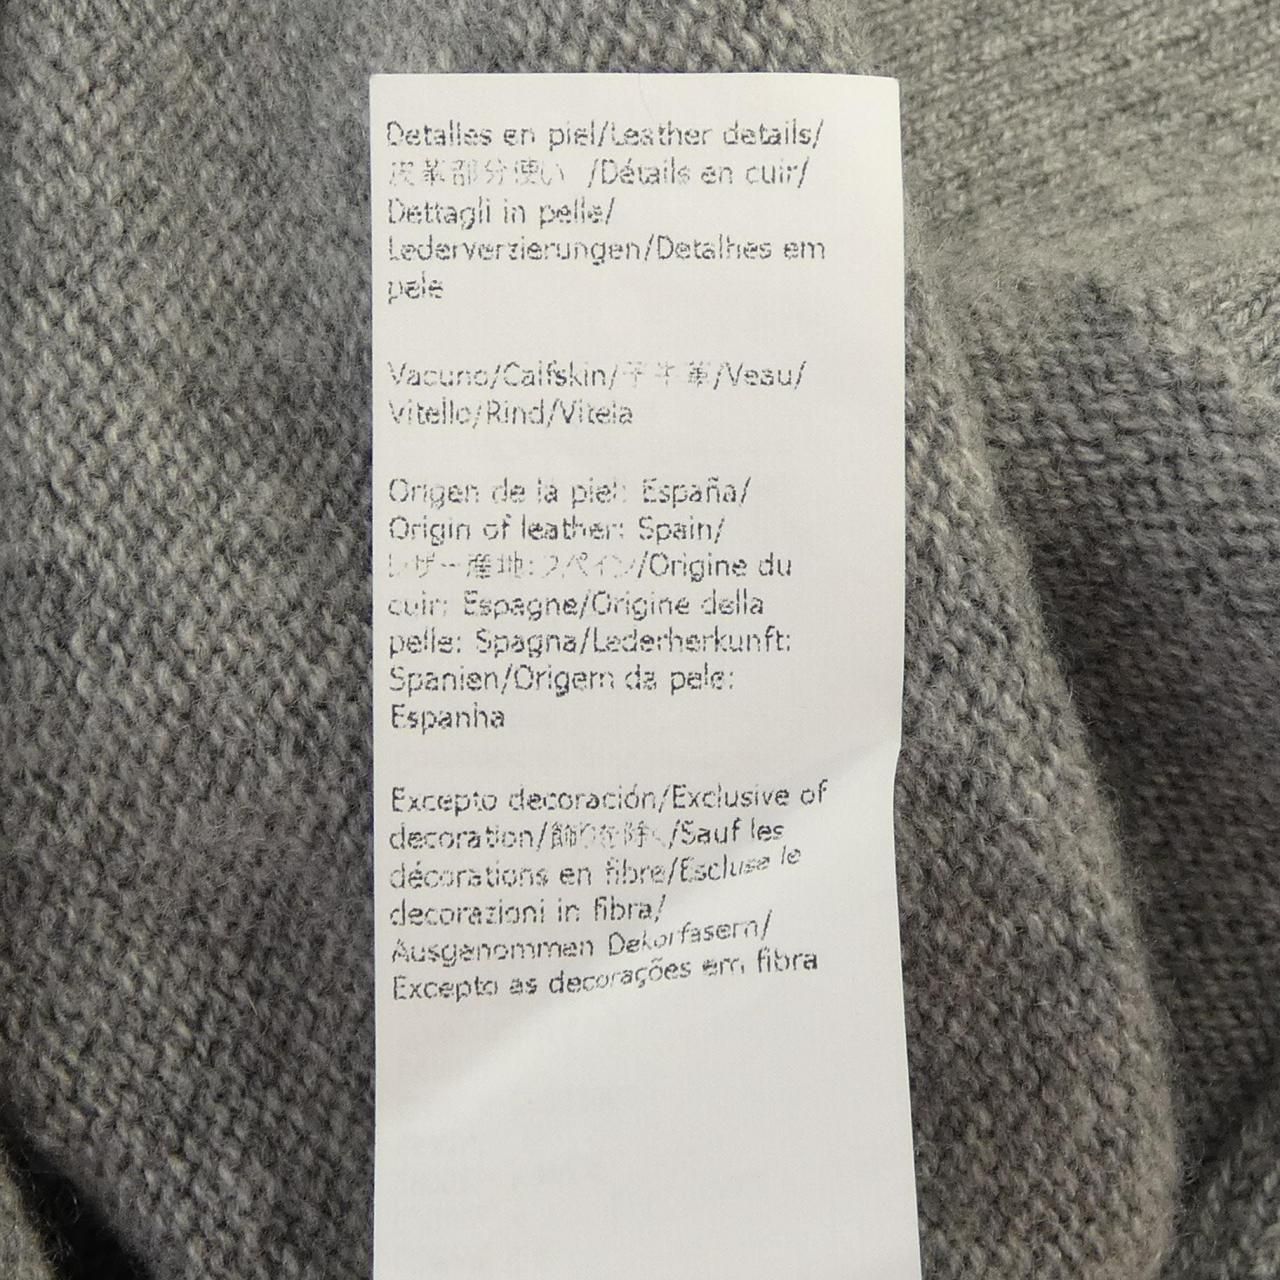 Detalles en piel/Leather details/
皮革部分使い /Détails en cuir/
Dettagli in pelle/
Lederverzierungen/Detalhes em
pele
Vacuno/Calfskin/子牛革/Veau/
Vitello/Rind/Vitela
Origen de la piel: España/
Origin of leather: Spain/
レザー産地:スペイン/Origine du
cuir: Espagne/Origine della
pelle: Spagna/Lederherkunft:
Spanien/Origem da pele:
Espanha
Excepto decoración/Exclusive of
decoration/飾りを除く/Sauf les
décorations en fibre/Escluse le
decorazioni in fibra/
Ausgenommen Dekorfasern/
Excepto as decorações em fibra